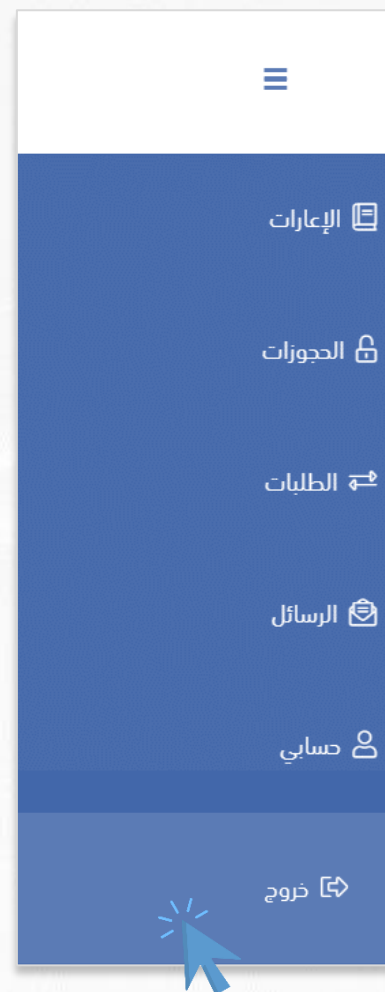 الإعارات
الحجوزات
الطلبات
الرسائل
حسابي
خروج